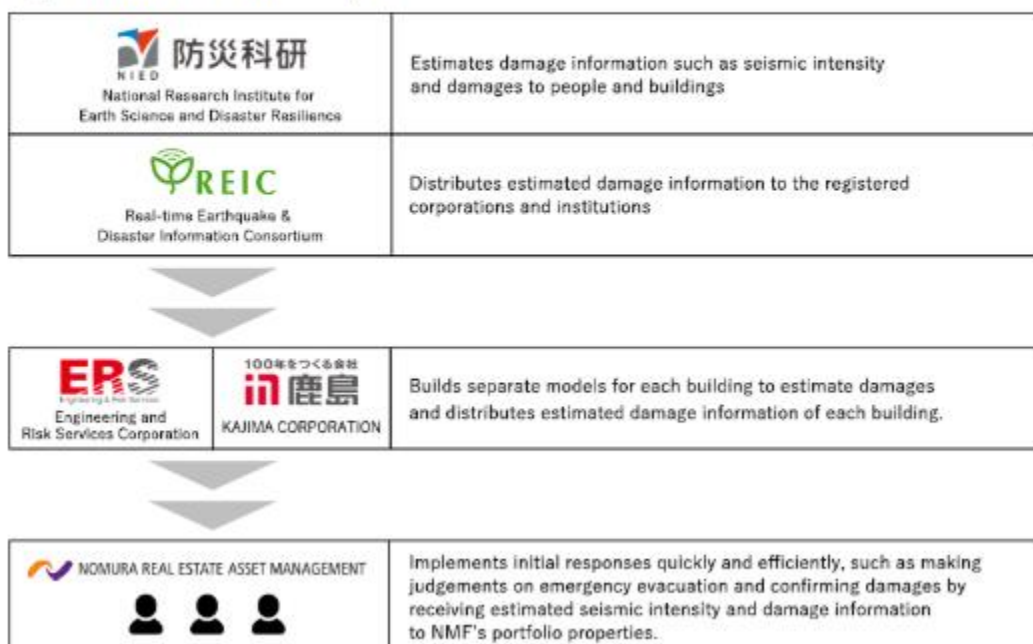 防災科研
NIED
National Research Institute for
Earth Science and Disaster Resilience
Estimates damage information such as seismic intensity
and damages to people and buildings
REIC
Real-time Earthquake &
Disaster Information Consortium
Distributes estimated damage information to the registered
corporations and institutions
ERS
Engineering & Risk Services
Engineering and
Risk Services Corporation
100年をつくる会社
鹿島
KAJIMA CORPORATION
Builds separate models for each building to estimate damages
and distributes estimated damage information of each building.
NOMURA REAL ESTATE ASSET MANAGEMENT
Implements initial responses quickly and efficiently, such as making
judgements on emergency evacuation and confirming damages by
receiving estimated seismic intensity and damage information
to NMF's portfolio properties.